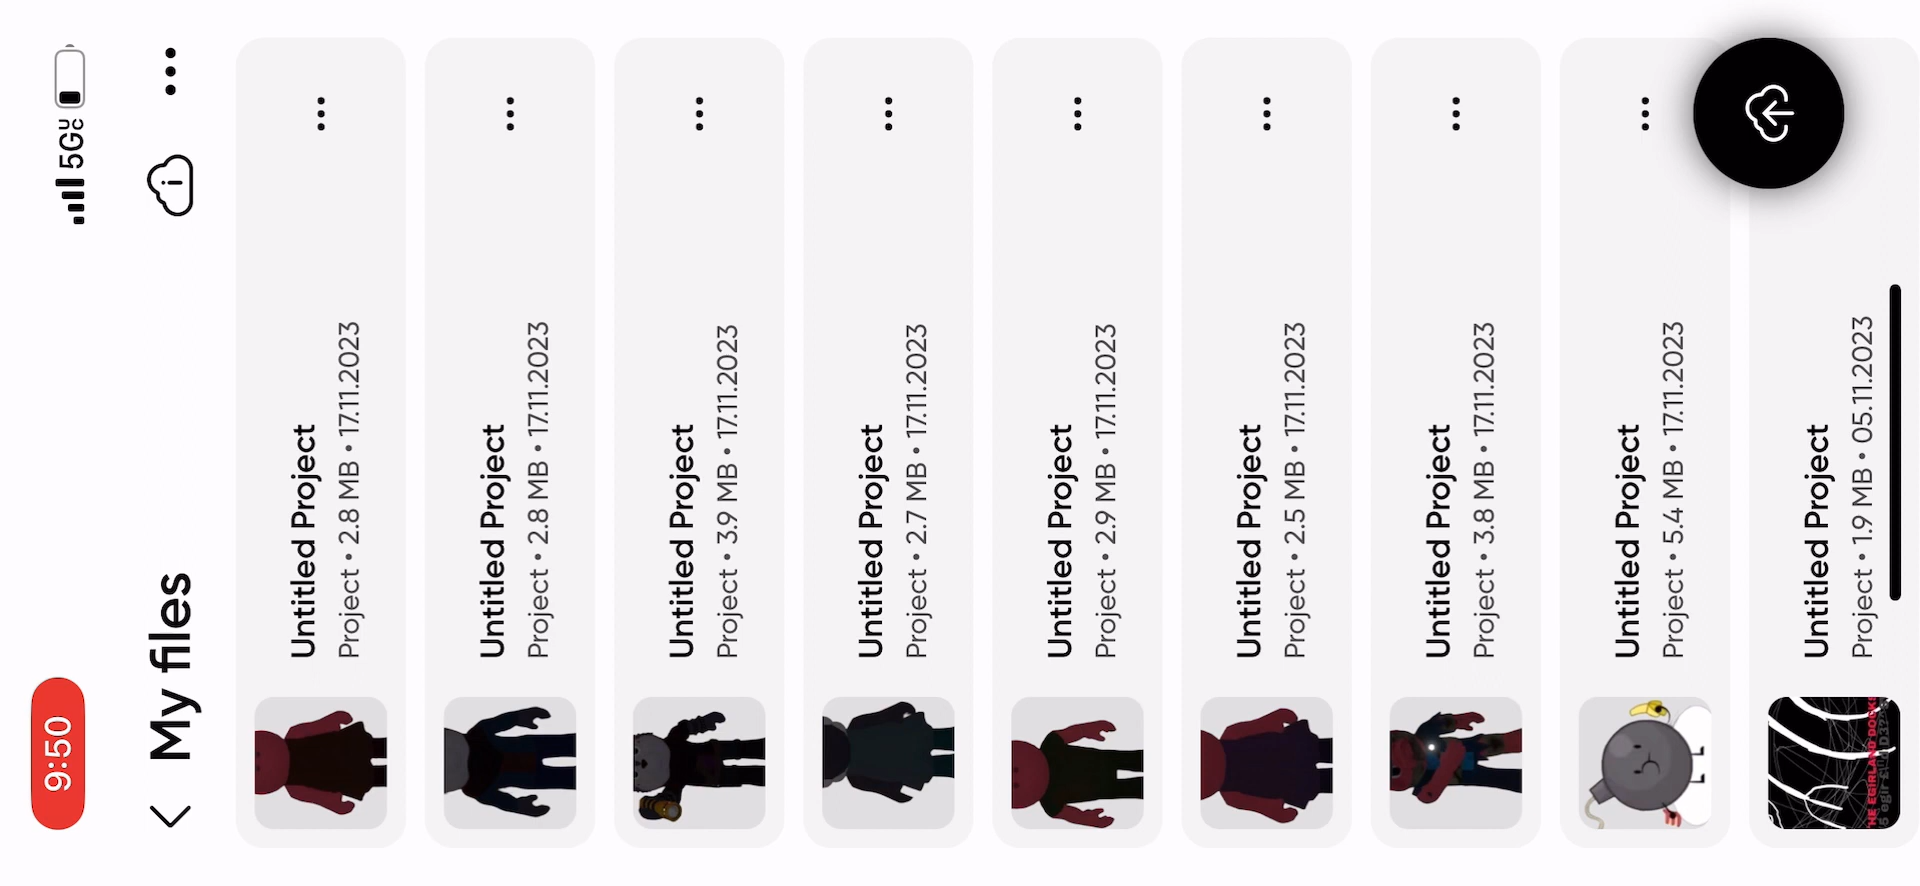 9:50
5G
My files
Untitled Project
Project • 2.8 MB • 17.11.2023
Untitled Project
Project • 2.8 MB • 17.11.2023
Untitled Project
Project • 3.9 MB • 17.11.2023
Untitled Project
Project • 2.7 MB • 17.11.2023
Untitled Project
Project • 2.9 MB • 17.11.2023
Untitled Project
Project • 2.5 MB • 17.11.2023
Untitled Project
Project • 3.8 MB • 17.11.2023
Untitled Project
Project • 5.4 MB • 17.11.2023
Untitled Project
Project • 1.9 MB • 05.11.2023